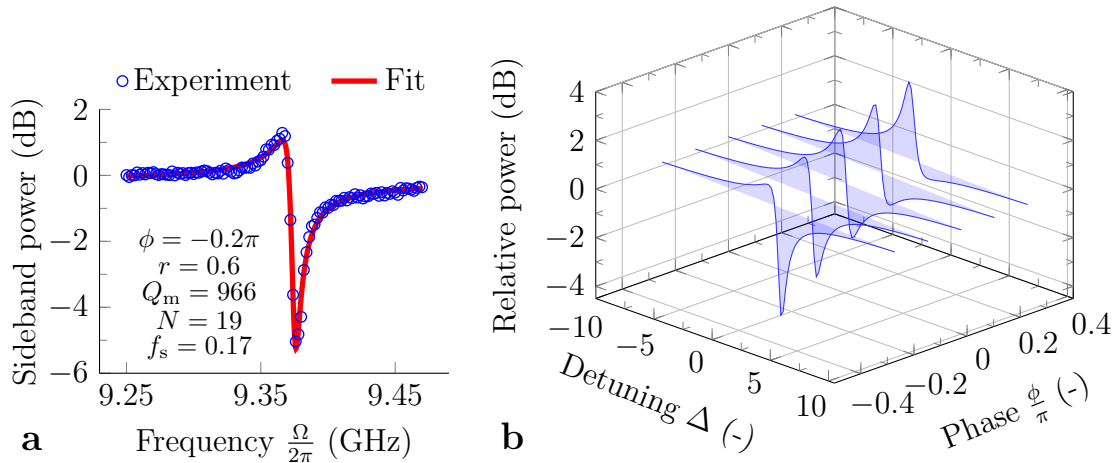 Experiment Fit
Sideband power (dB)
2
0
−2
−4
−6
ϕ = −0.2π
r = 0.6
Qₘ = 966
N = 19
fₛ = 0.17
9.25 9.35 9.45
a Frequency Ω/2π (GHz)
Relative power (dB)
4
2
0
−2
−4
−10 −5 0 5 10
Detuning Δ (-)
−0.4 −0.2 0 0.2 0.4
Phase ϕ/π (-)
b